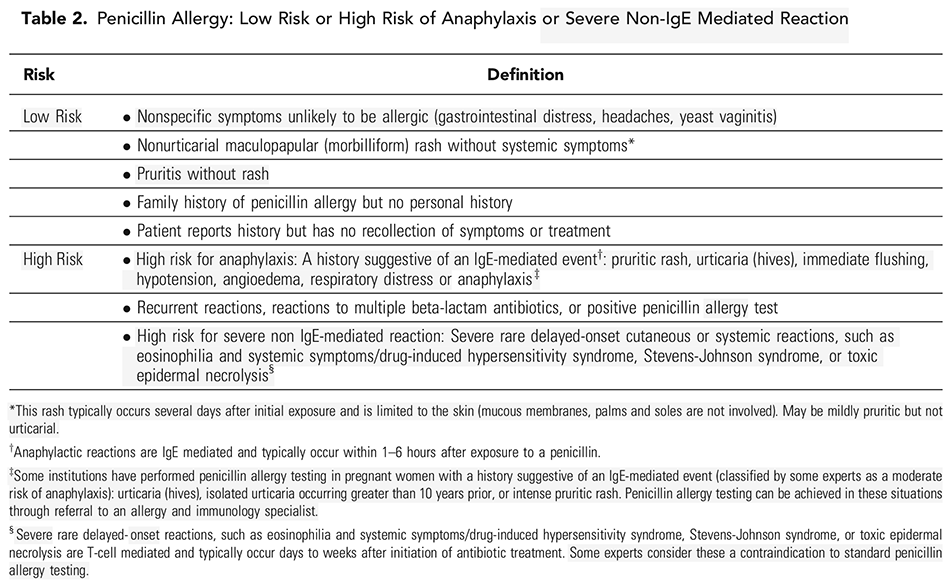 Table 2. Penicillin Allergy: Low Risk or High Risk of Anaphylaxis or Severe Non-IgE Mediated Reaction
Risk Definition
Low Risk • Nonspecific symptoms unlikely to be allergic (gastrointestinal distress, headaches, yeast vaginitis)
• Nonurticarial maculopapular (morbilliform) rash without systemic symptoms*
• Pruritis without rash
• Family history of penicillin allergy but no personal history
• Patient reports history but has no recollection of symptoms or treatment
High Risk • High risk for anaphylaxis: A history suggestive of an IgE-mediated event†: pruritic rash, urticaria (hives), immediate flushing,
hypotension, angioedema, respiratory distress or anaphylaxis‡
• Recurrent reactions, reactions to multiple beta-lactam antibiotics, or positive penicillin allergy test
• High risk for severe non IgE-mediated reaction: Severe rare delayed-onset cutaneous or systemic reactions, such as
eosinophilia and systemic symptoms/drug-induced hypersensitivity syndrome, Stevens-Johnson syndrome, or toxic
epidermal necrolysis§
*This rash typically occurs several days after initial exposure and is limited to the skin (mucous membranes, palms and soles are not involved). May be mildly pruritic but not
urticarial.
†Anaphylactic reactions are IgE mediated and typically occur within 1–6 hours after exposure to a penicillin.
‡Some institutions have performed penicillin allergy testing in pregnant women with a history suggestive of an IgE-mediated event (classified by some experts as a moderate
risk of anaphylaxis): urticaria (hives), isolated urticaria occurring greater than 10 years prior, or intense pruritic rash. Penicillin allergy testing can be achieved in these situations
through referral to an allergy and immunology specialist.
§ Severe rare delayed-onset reactions, such as eosinophilia and systemic symptoms/drug-induced hypersensitivity syndrome, Stevens-Johnson syndrome, or toxic epidermal
necrolysis are T-cell mediated and typically occur days to weeks after initiation of antibiotic treatment. Some experts consider these a contraindication to standard penicillin
allergy testing.